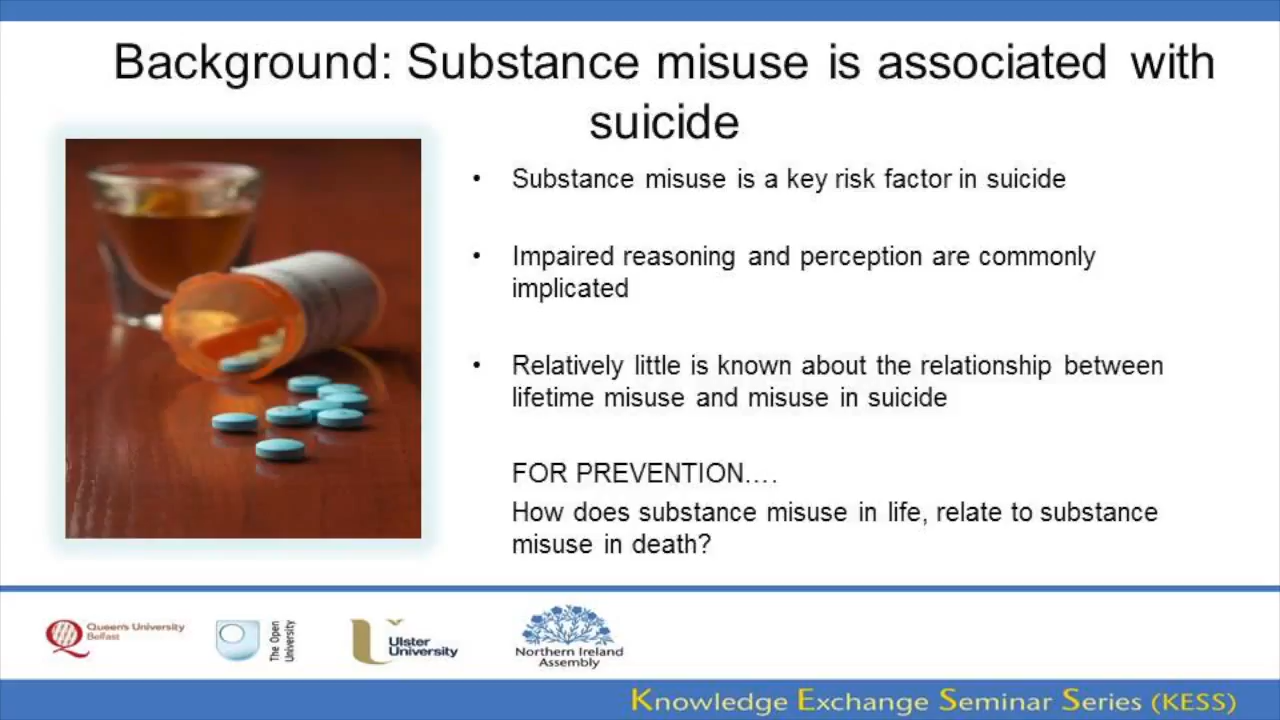 Background: Substance misuse is associated with
suicide
• Substance misuse is a key risk factor in suicide
• Impaired reasoning and perception are commonly
implicated
• Relatively little is known about the relationship between
lifetime misuse and misuse in suicide
FOR PREVENTION....
How does substance misuse in life, relate to substance
misuse in death?
Queen's University
Belfast
The Open
University
Ulster
University
Northern Ireland
Assembly
Knowledge Exchange Seminar Series (KESS)